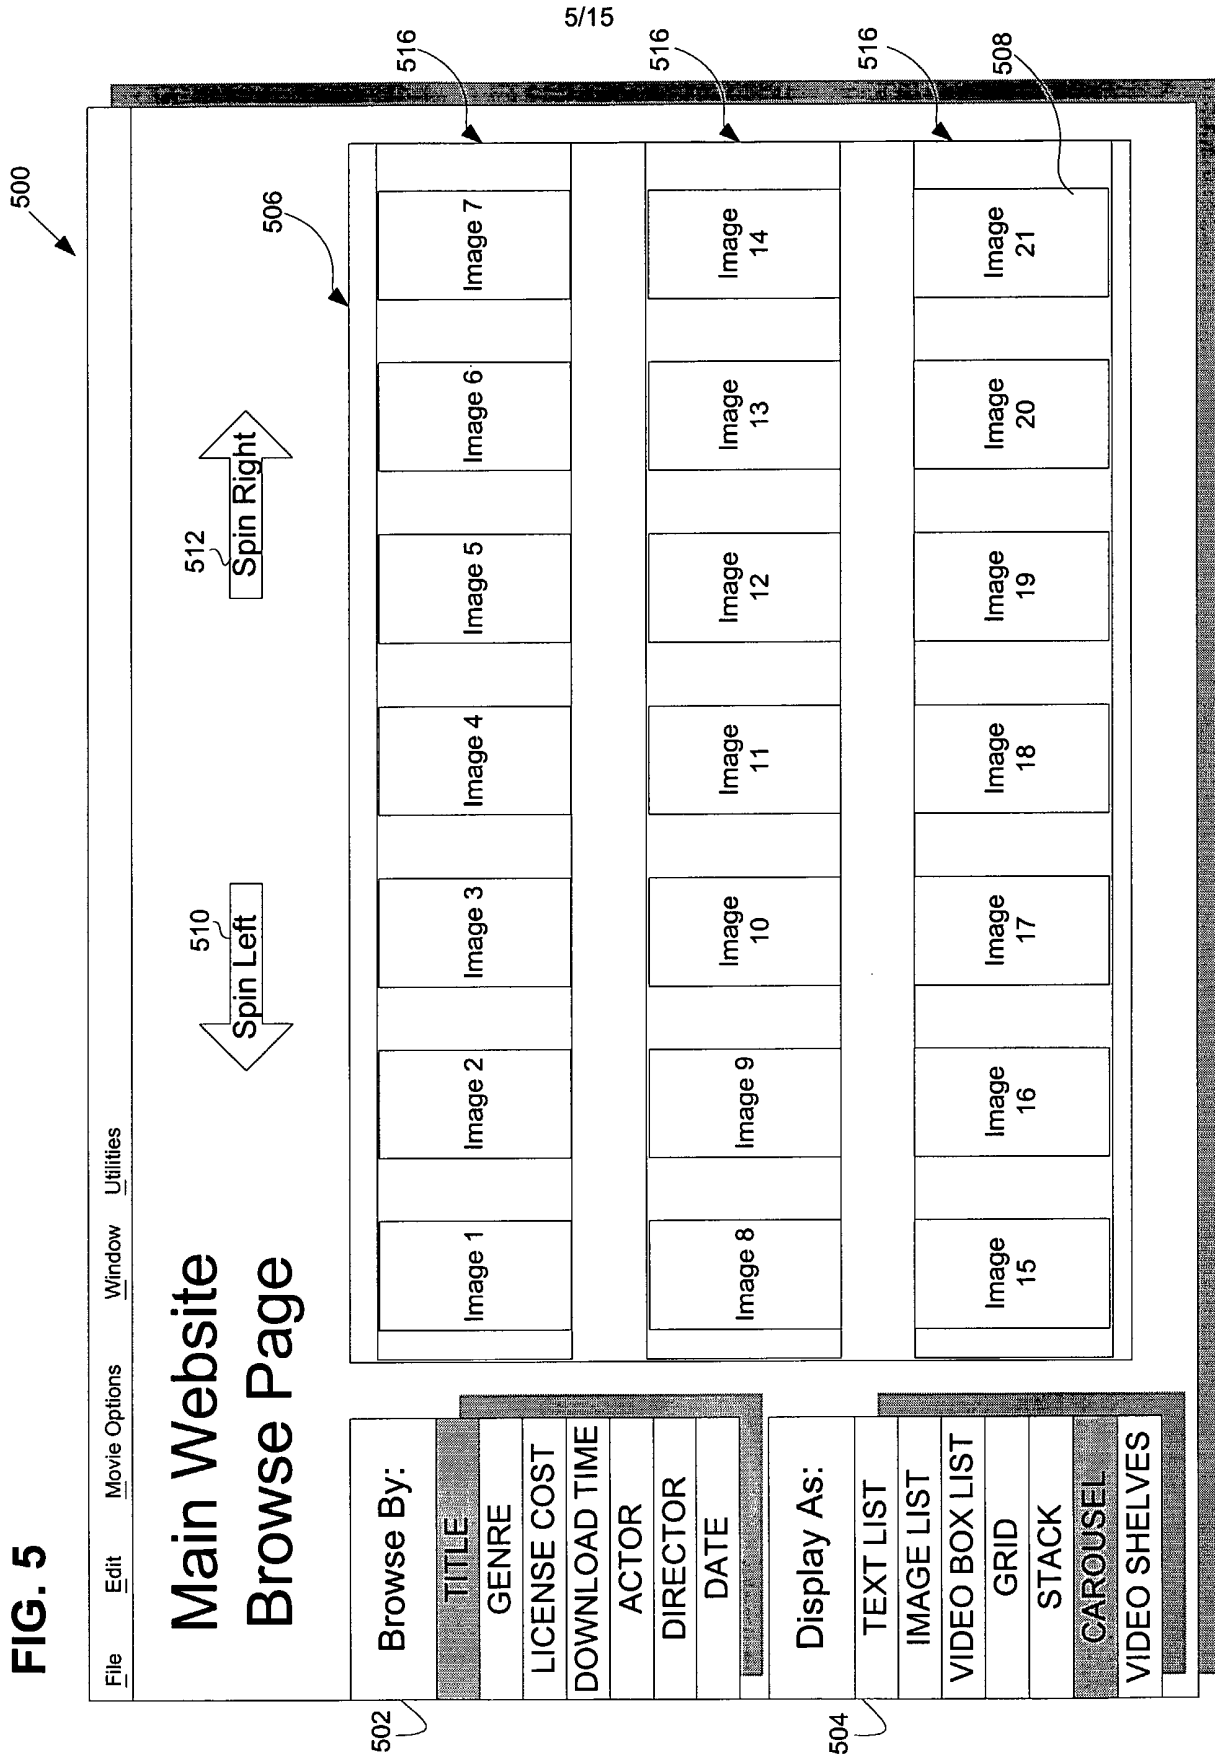 5/15
FIG. 5
500
File Edit Movie Options Window Utilities
Main Website
Browse Page
510
Spin Left
512
Spin Right
506
502
Browse By:
TITLE
GENRE
LICENSE COST
DOWNLOAD TIME
ACTOR
DIRECTOR
DATE
504
Display As:
TEXT LIST
IMAGE LIST
VIDEO BOX LIST
GRID
STACK
CAROUSEL
VIDEO SHELVES
Image 1
Image 2
Image 3
Image 4
Image 5
Image 6
Image 7
516
Image 8
Image 9
Image
10
Image
11
Image
12
Image
13
Image
14
516
Image
15
Image
16
Image
17
Image
18
Image
19
Image
20
Image
21
516
508